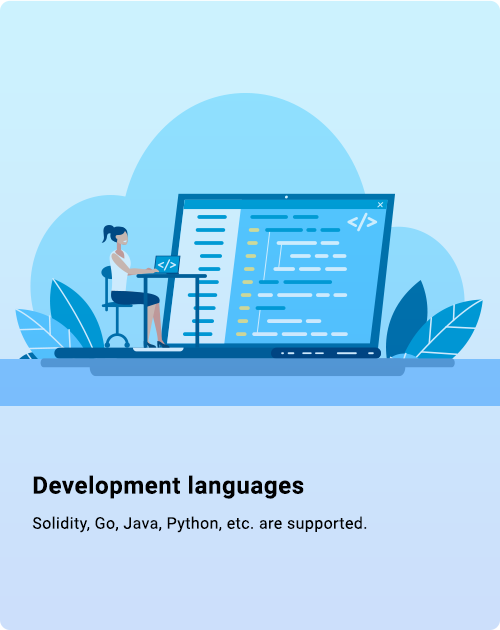 </>
</>
Development languages
Solidity, Go, Java, Python, etc. are supported.